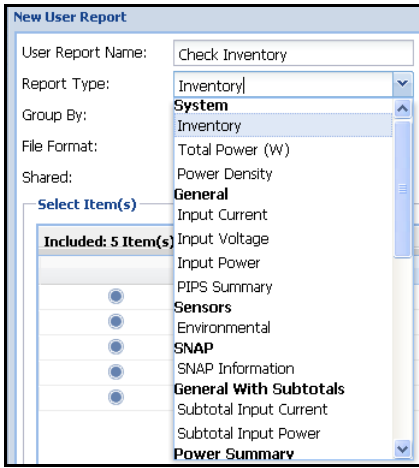 New User Report
User Report Name: Check Inventory
Report Type: Inventory
Group By:
File Format:
Shared:
System
Inventory
Total Power (W)
Power Density
General
Input Current
Input Voltage
Input Power
PIPS Summary
Sensors
Environmental
SNAP
SNAP Information
General With Subtotals
Subtotal Input Current
Subtotal Input Power
Power Summary
Select Item(s)
Included: 5 Item(s)